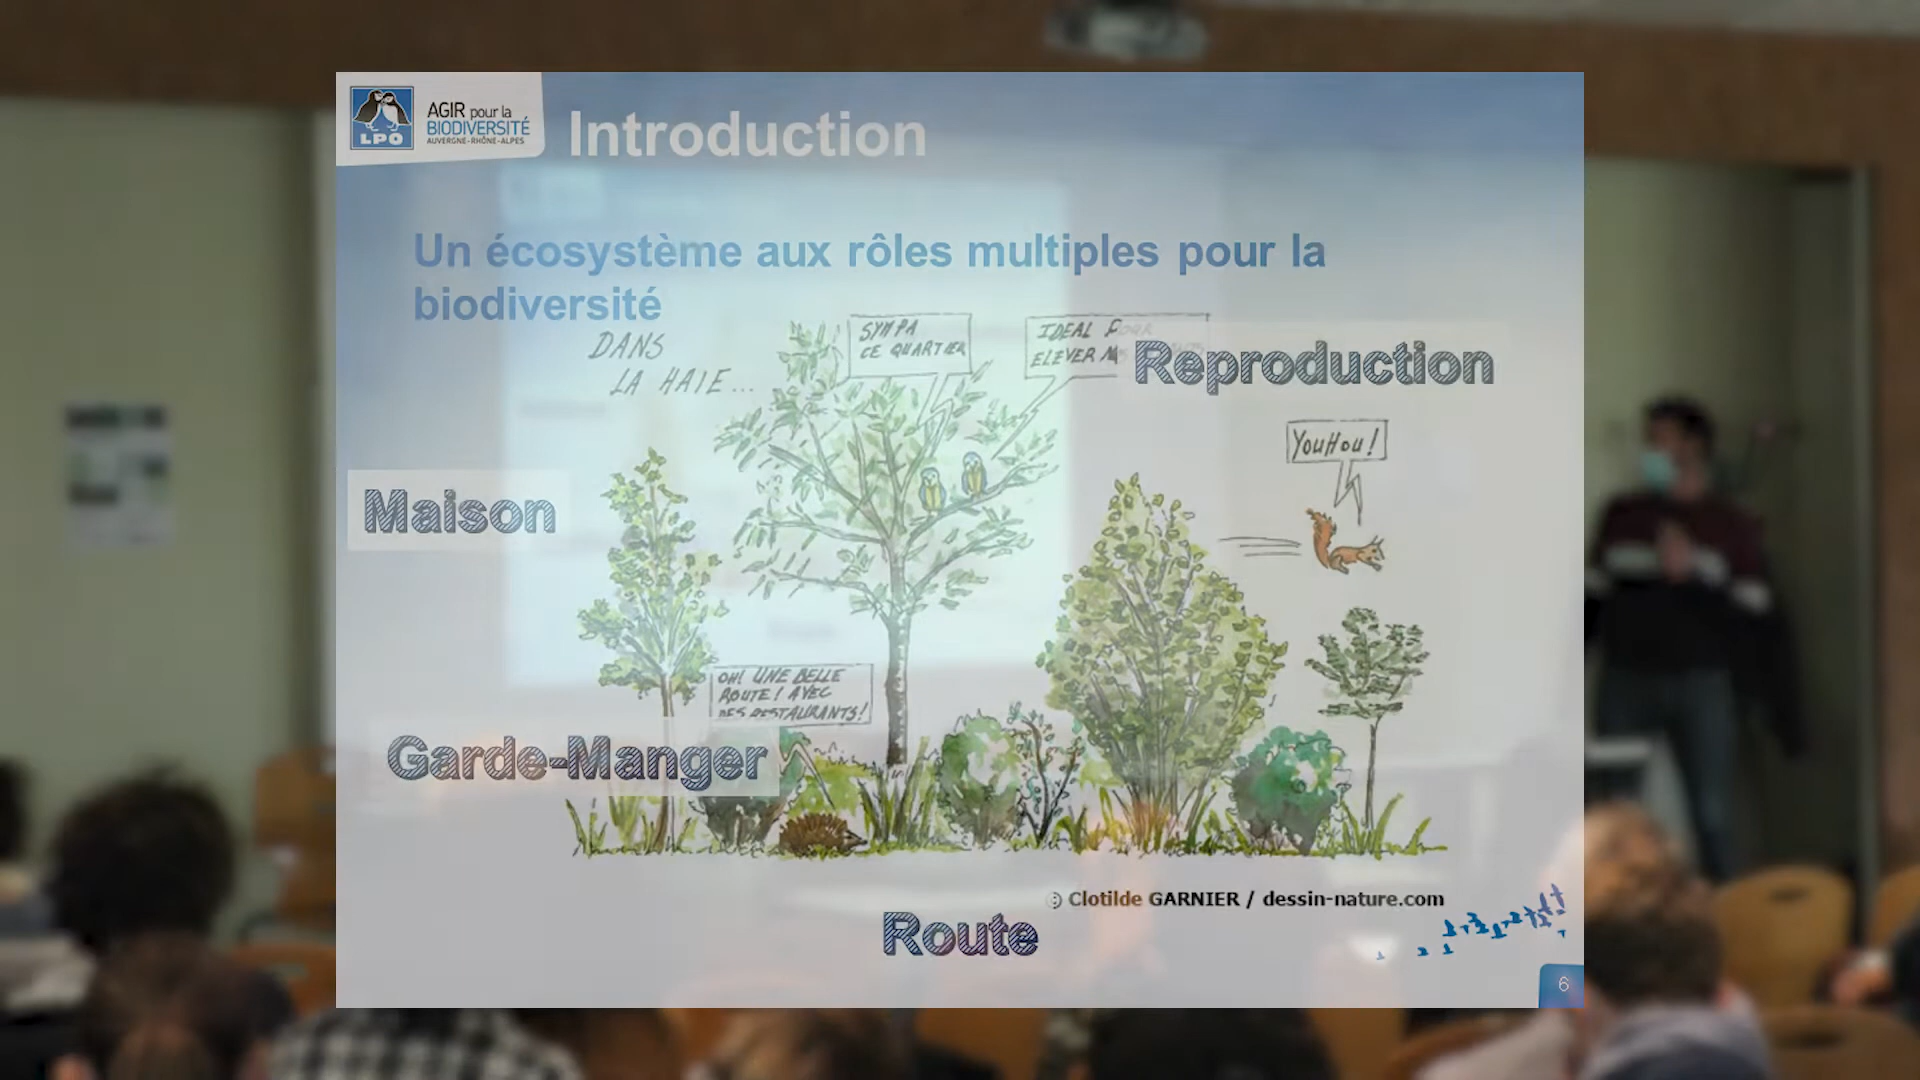 LPO
AGIR pour la
BIODIVERSITÉ
AUVERGNE-RHÔNE-ALPES
Introduction
Un écosystème aux rôles multiples pour la
biodiversité
DANS
LA HAIE...
SYMPA
CE QUARTIER
IDEAL POUR
ELEVER
Reproduction
YOUHOU!
Maison
OH! UNE BELLE
ROUTE! AVEC
DES RESTAURANTS!
Garde-Manger
Clotilde GARNIER / dessin-nature.com
Route
6